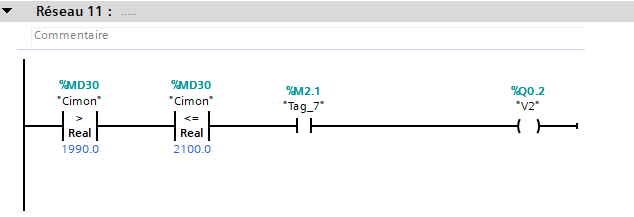 Réseau 11 : .....
Commentaire
%MD30 %MD30 %M2.1 %Q0.2
"Cimon" "Cimon" "Tag_7" "V2"
> <=
Real Real
1990.0 2100.0